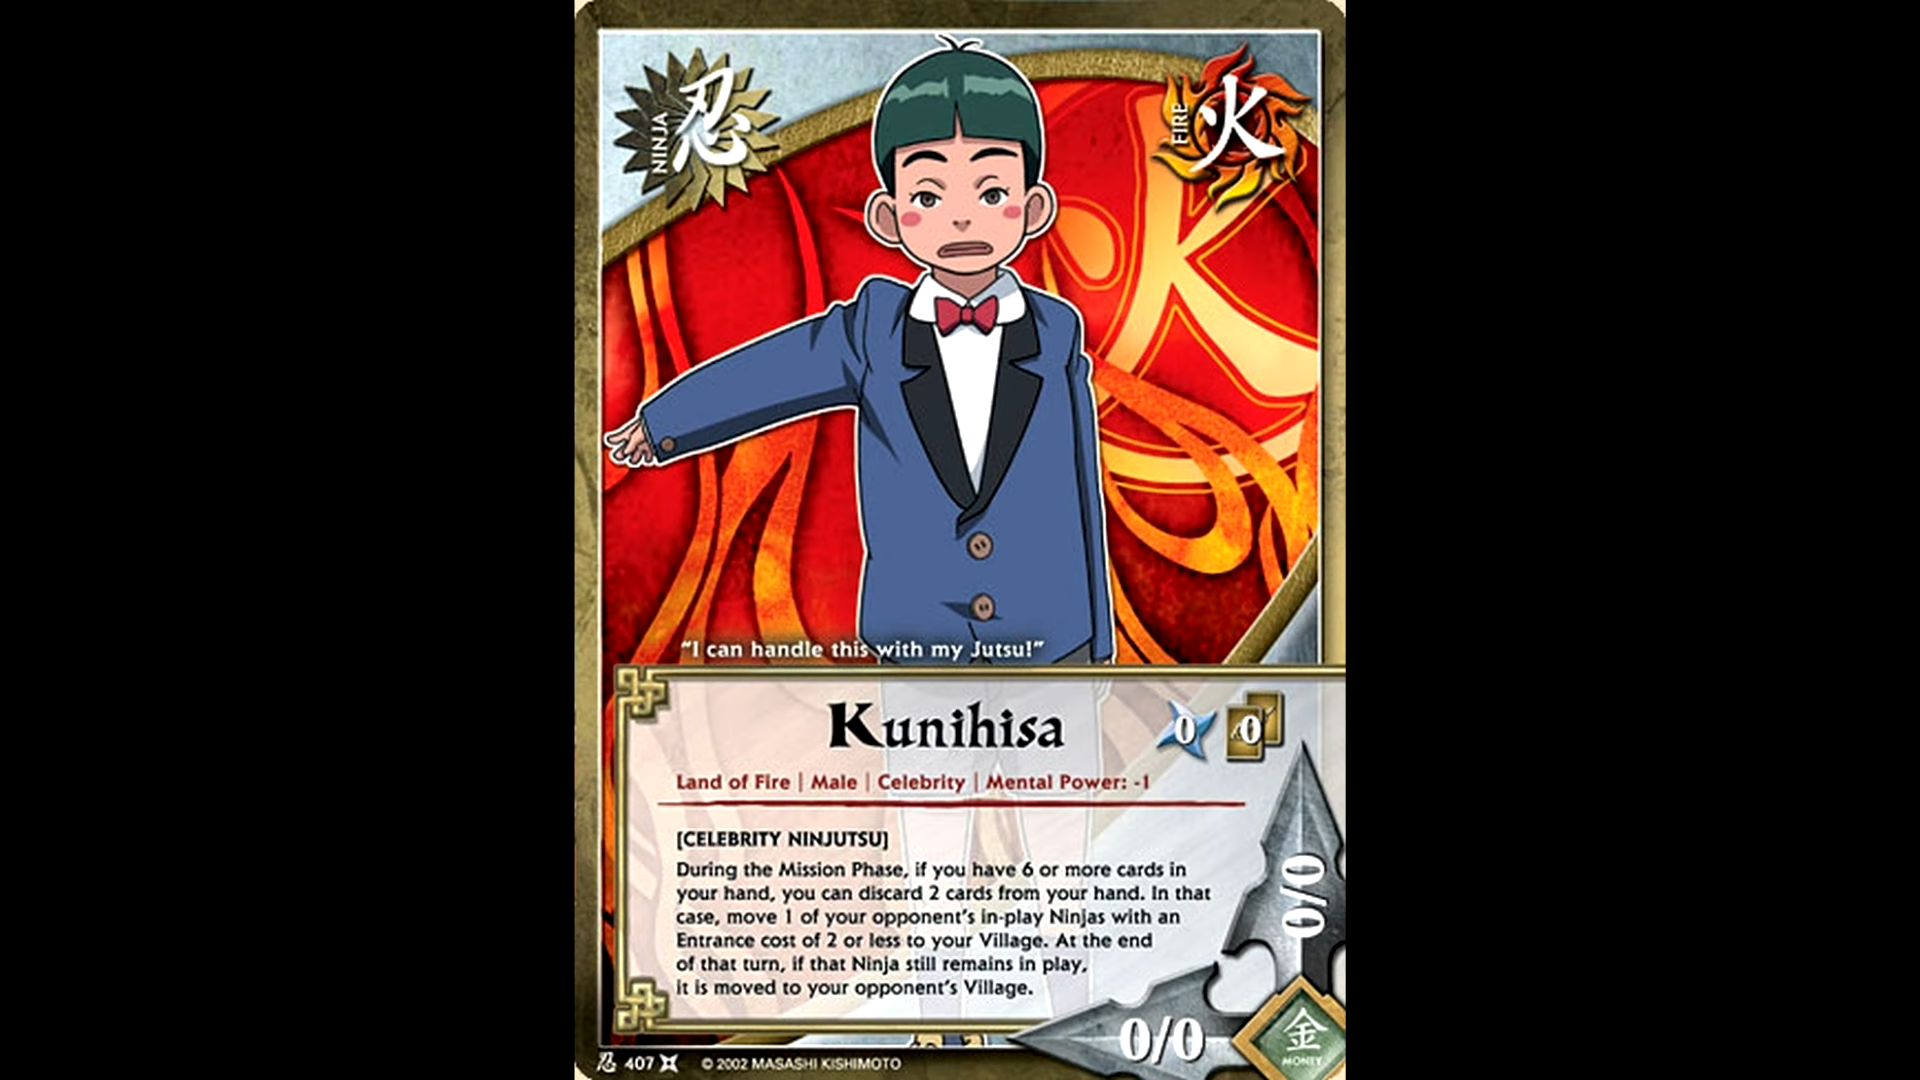 NINJA
忍
FIRE
火
"I can handle this with my Jutsu!"
Kunihisa
0
0
Land of Fire | Male | Celebrity | Mental Power: -1
[CELEBRITY NINJUTSU]
During the Mission Phase, if you have 6 or more cards in
your hand, you can discard 2 cards from your hand. In that
case, move 1 of your opponent's in-play Ninjas with an
Entrance cost of 2 or less to your Village. At the end
of that turn, if that Ninja still remains in play,
it is moved to your opponent's Village.
0/0
0/0
金
MONEY
忍 407
© 2002 MASASHI KISHIMOTO